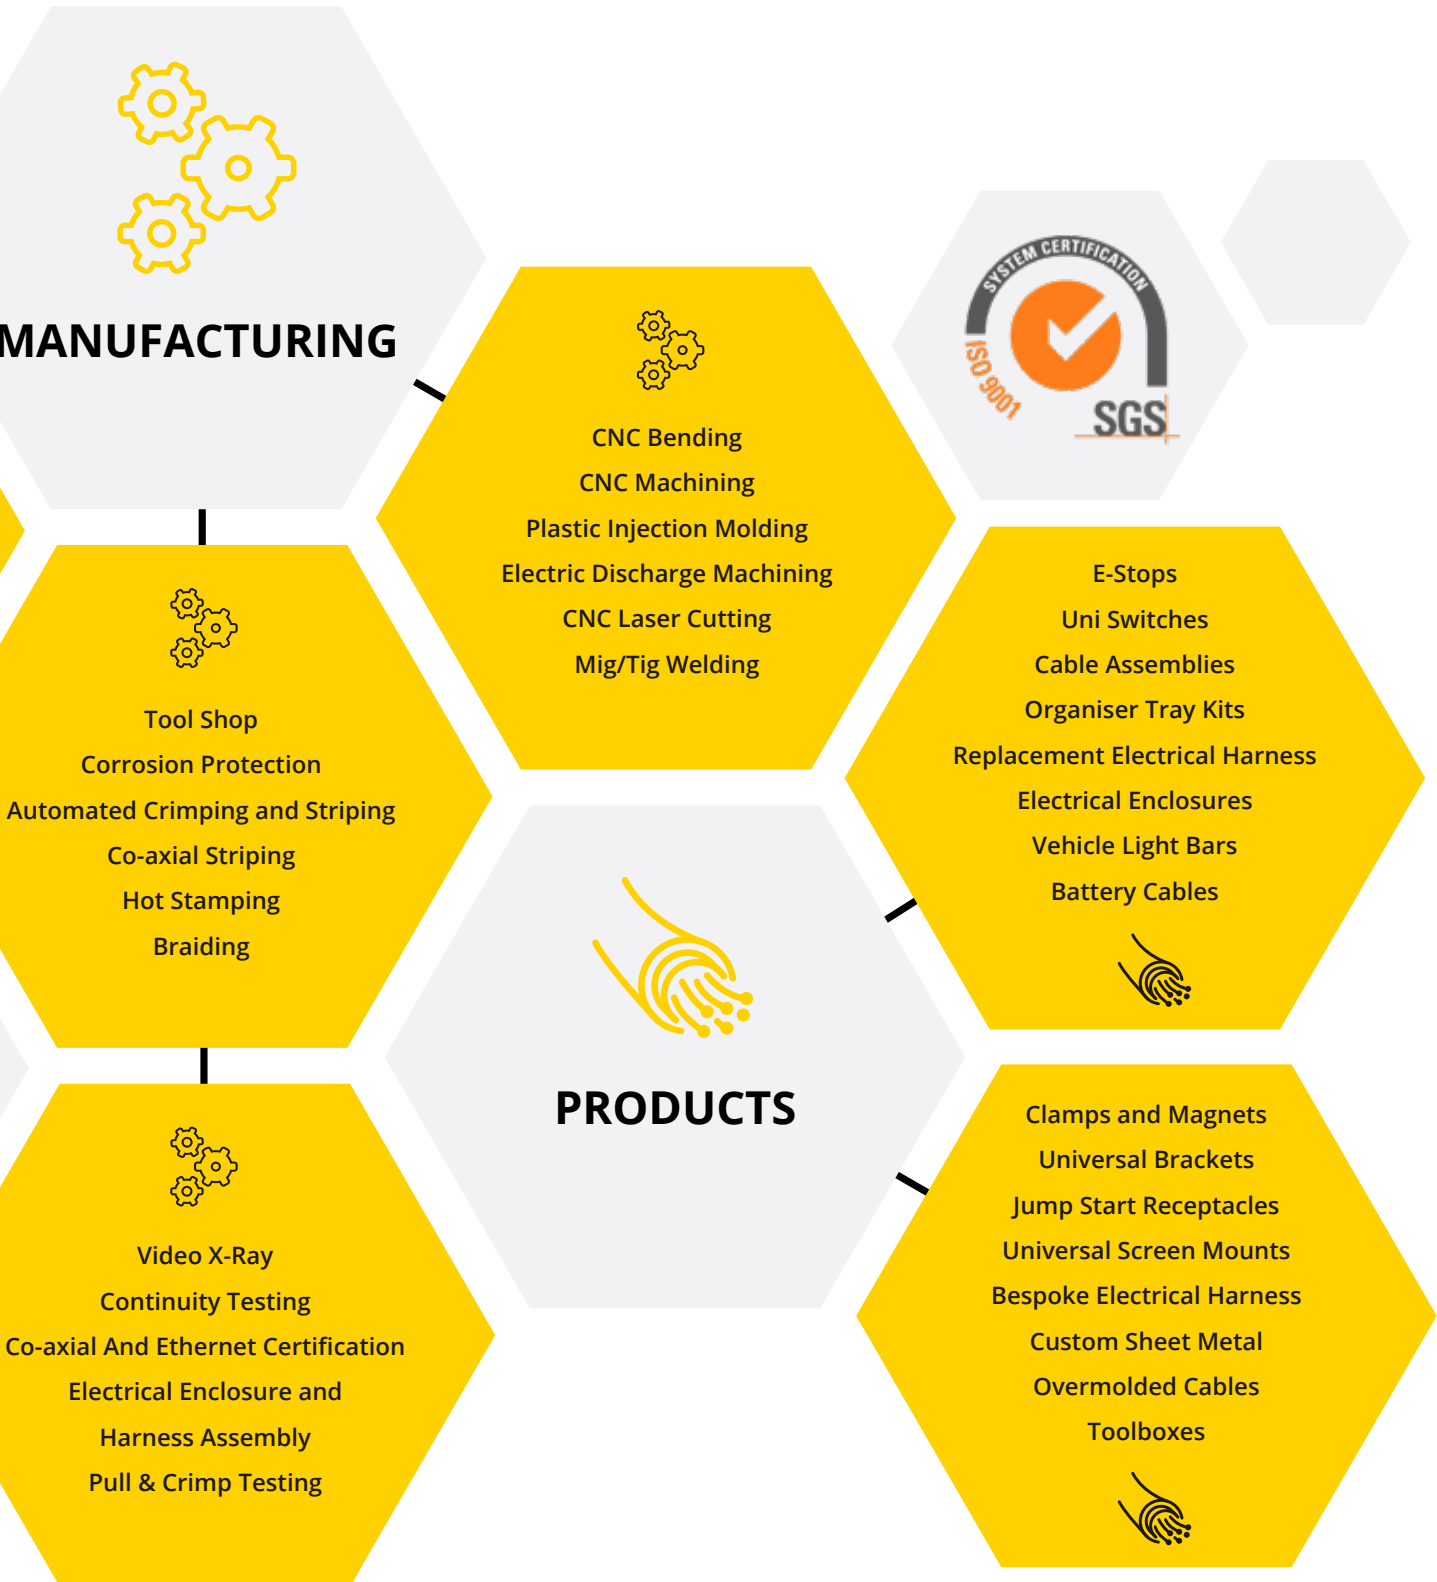 MANUFACTURING
CNC Bending
CNC Machining
Plastic Injection Molding
Electric Discharge Machining
CNC Laser Cutting
Mig/Tig Welding
SYSTEM CERTIFICATION
ISO 9001
SGS
Tool Shop
Corrosion Protection
Automated Crimping and Striping
Co-axial Striping
Hot Stamping
Braiding
Video X-Ray
Continuity Testing
Co-axial And Ethernet Certification
Electrical Enclosure and
Harness Assembly
Pull & Crimp Testing
PRODUCTS
E-Stops
Uni Switches
Cable Assemblies
Organiser Tray Kits
Replacement Electrical Harness
Electrical Enclosures
Vehicle Light Bars
Battery Cables
Clamps and Magnets
Universal Brackets
Jump Start Receptacles
Universal Screen Mounts
Bespoke Electrical Harness
Custom Sheet Metal
Overmolded Cables
Toolboxes